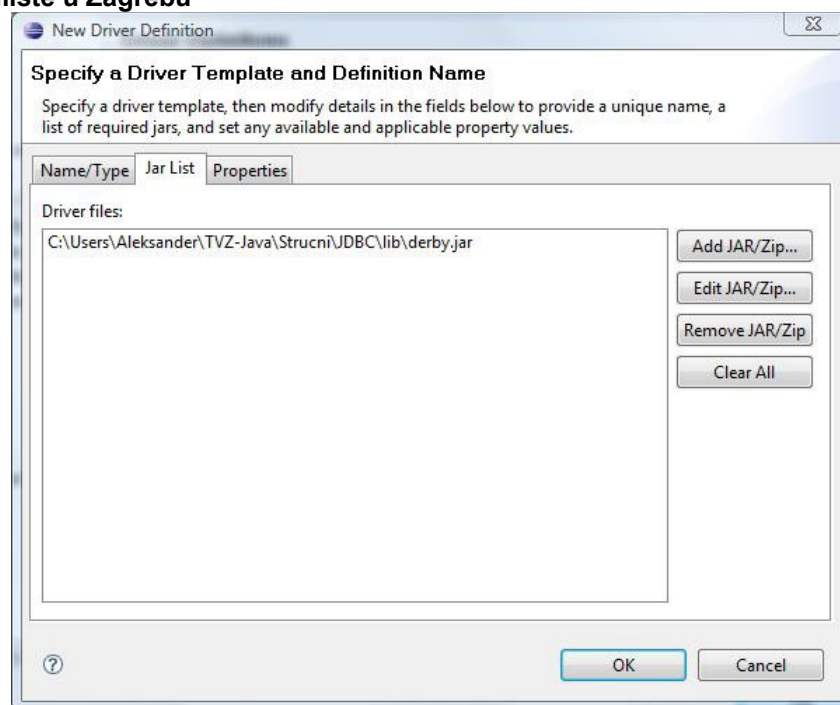 u Zagrebu
New Driver Definition
Specify a Driver Template and Definition Name
Specify a driver template, then modify details in the fields below to provide a unique name, a
list of required jars, and set any available and applicable property values.
Name/Type Jar List Properties
Driver files:
C:\Users\Aleksander\TVZ-Java\Strucni\JDBC\lib\derby.jar
Add JAR/Zip...
Edit JAR/Zip...
Remove JAR/Zip
Clear All
OK Cancel